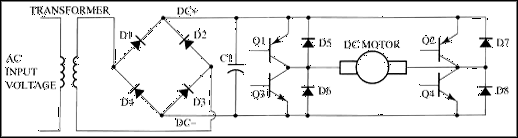 TRANSFORMER
DC+
D1
D2
D4
D3
DC-
AC
INPUT
VOLTAGE
Q1
D5
DC MOTOR
Q2
D7
Q3
D6
Q4
D8